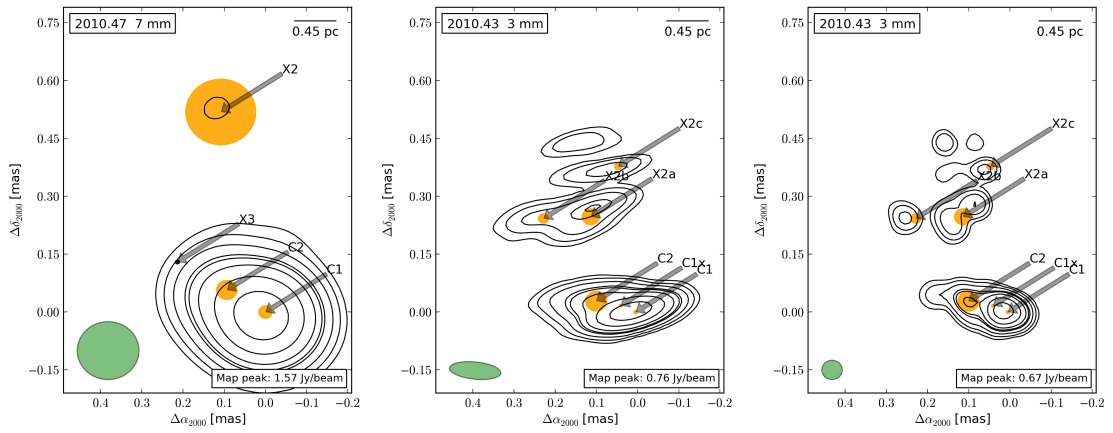 2010.47 7 mm
0.45 pc
X2
X3
C2
C1
Map peak: 1.57 Jy/beam
0.75
0.60
0.45
0.30
0.15
0.00
−0.15
Δδ2000 [mas]
0.4 0.3 0.2 0.1 0.0 −0.1 −0.2
Δα2000 [mas]
2010.43 3 mm
0.45 pc
X2c
X2b
X2a
C2
C1x
C1
Map peak: 0.76 Jy/beam
0.75
0.60
0.45
0.30
0.15
0.00
−0.15
Δδ2000 [mas]
0.4 0.3 0.2 0.1 0.0 −0.1 −0.2
Δα2000 [mas]
2010.43 3 mm
0.45 pc
X2c
X2b
X2a
C2
C1x
C1
Map peak: 0.67 Jy/beam
0.75
0.60
0.45
0.30
0.15
0.00
−0.15
Δδ2000 [mas]
0.4 0.3 0.2 0.1 0.0 −0.1 −0.2
Δα2000 [mas]